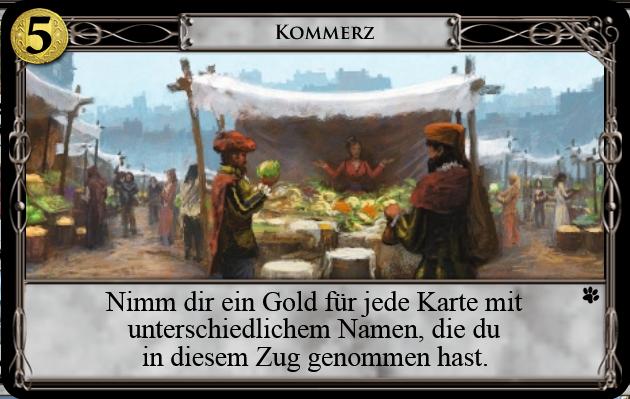 5
Kommerz
Nimm dir ein Gold für jede Karte mit
unterschiedlichem Namen, die du
in diesem Zug genommen hast.